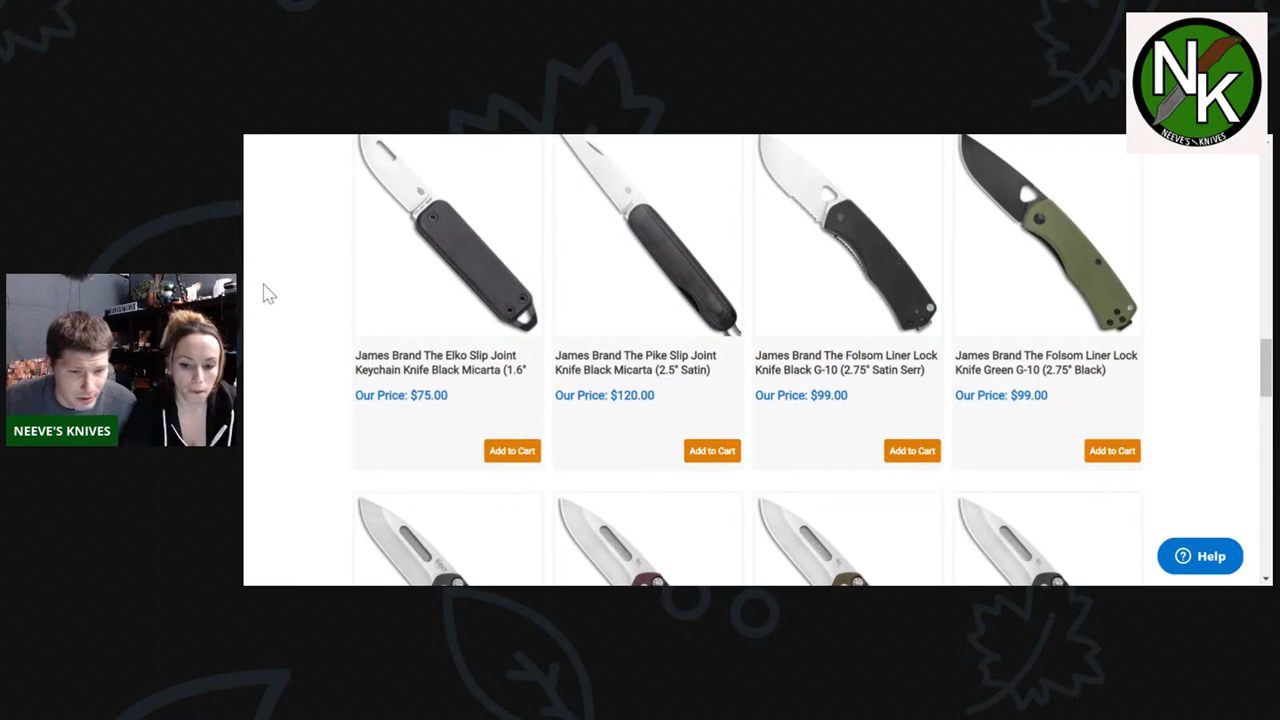 NK
NEEVE'S KNIVES
NEEVE'S KNIVES
James Brand The Elko Slip Joint
Keychain Knife Black Micarta (1.6"
Our Price: $75.00
Add to Cart
James Brand The Pike Slip Joint
Knife Black Micarta (2.5" Satin)
Our Price: $120.00
Add to Cart
James Brand The Folsom Liner Lock
Knife Black G-10 (2.75" Satin Serr)
Our Price: $99.00
Add to Cart
James Brand The Folsom Liner Lock
Knife Green G-10 (2.75" Black)
Our Price: $99.00
Add to Cart
? Help